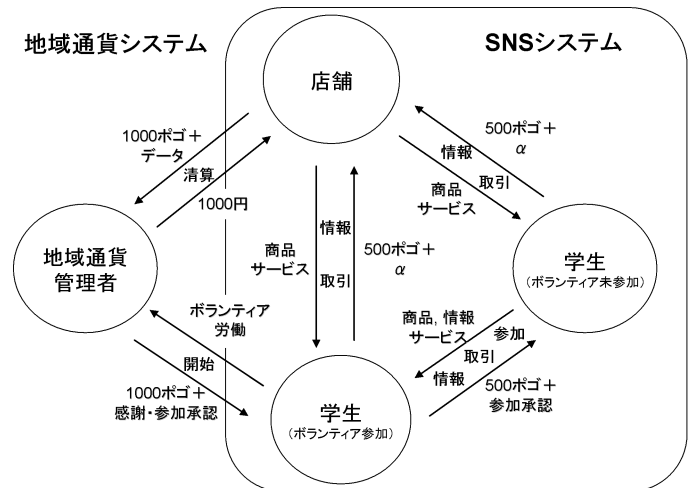 地域通貨システム
SNSシステム
店舗
1000ポゴ＋
データ
清算
1000円
500ポゴ＋
α
情報
取引
商品
サービス
地域通貨
管理者
商品
サービス
情報
取引
500ポゴ＋
α
学生
（ボランティア未参加）
ボランティア
労働
開始
1000ポゴ＋
感謝・参加承認
商品, 情報
サービス
参加
取引
情報
500ポゴ＋
参加承認
学生
（ボランティア参加）